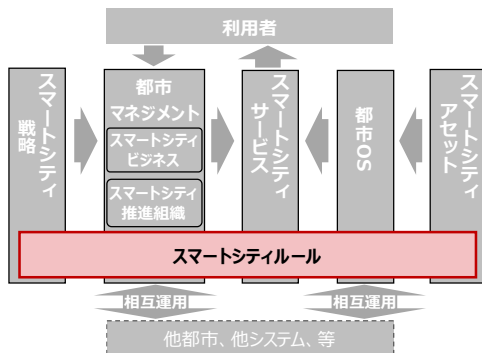 利用者
スマートシティ
戦略
都市
マネジメント
スマートシティ
ビジネス
スマートシティ
推進組織
スマートシティ
サービス
都市OS
スマートシティ
アセット
スマートシティルール
相互運用
相互運用
他都市、他システム、等